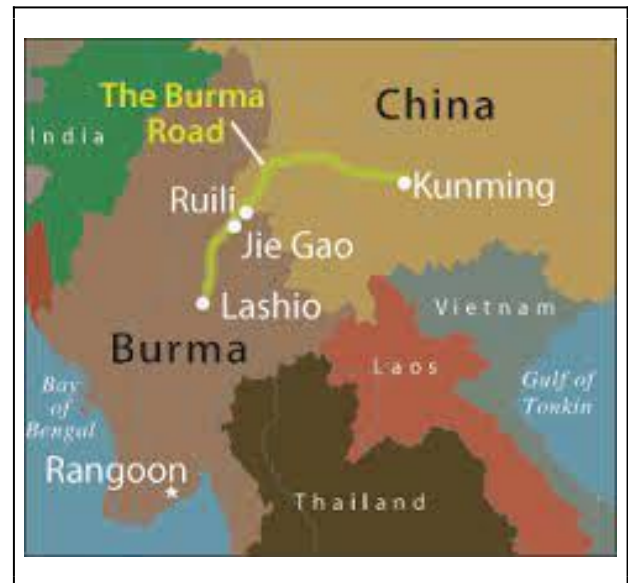 The Burma
Road
China
India
Ruili
Kunming
Jie Gao
Lashio
Vietnam
Burma
Laos
Bay
of
Bengal
Gulf of
Tonkin
Rangoon
Thailand